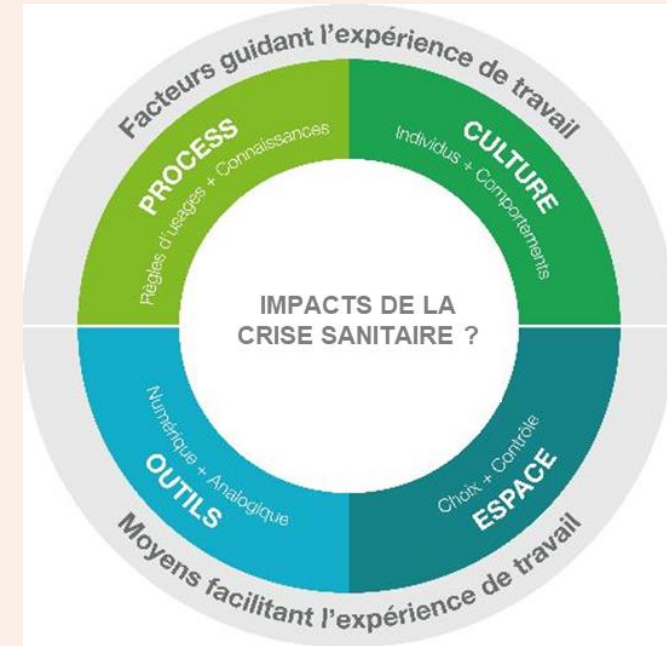 Facteurs guidant l'expérience de travail
PROCESS
Règles d'usages + Connaissances
CULTURE
Individus + Comportements
IMPACTS DE LA
CRISE SANITAIRE ?
Numérique + Analogique
OUTILS
Choix + Contrôle
ESPACE
Moyens facilitant l'expérience de travail